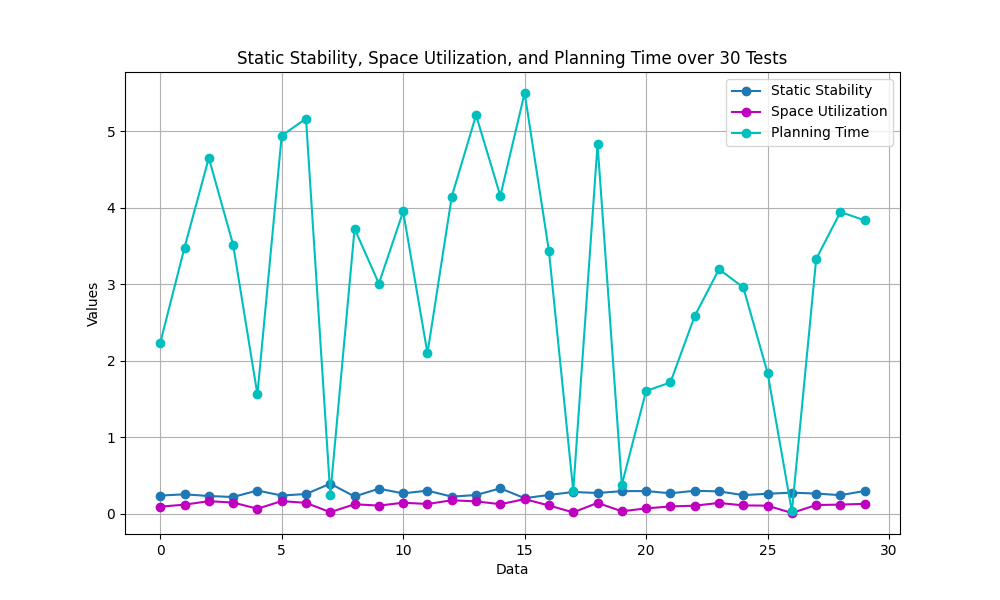 Static Stability, Space Utilization, and Planning Time over 30 Tests
Static Stability
Space Utilization
Planning Time
Values
5
4
3
2
1
0
0
5
10
15
20
25
30
Data